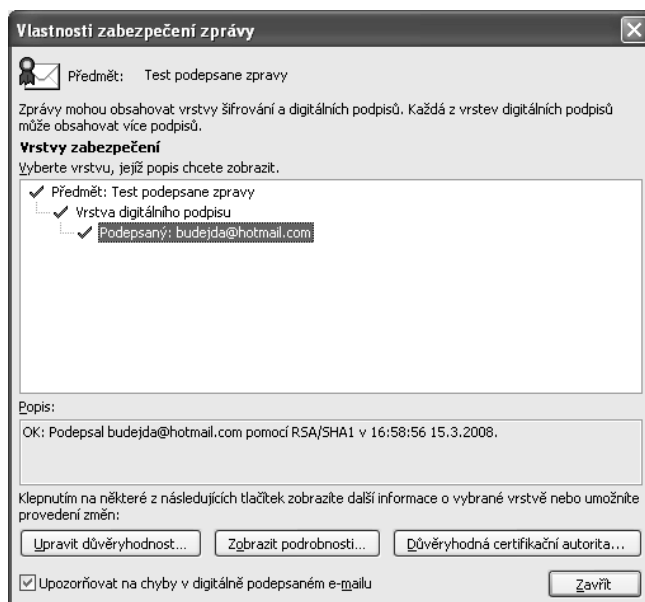 Vlastnosti zabezpečení zprávy
Předmět: Test podepsane zpravy
Zprávy mohou obsahovat vrstvy šifrování a digitálních podpisů. Každá z vrstev digitálních podpisů
může obsahovat více podpisů.
Vrstvy zabezpečení
Vyberte vrstvu, jejíž popis chcete zobrazit.
Předmět: Test podepsane zpravy
Vrstva digitálního podpisu
Podepsaný: budejda@hotmail.com
Popis:
OK: Podepsal budejda@hotmail.com pomocí RSA/SHA1 v 16:58:56 15.3.2008.
Klepnutím na některé z následujících tlačítek zobrazíte další informace o vybrané vrstvě nebo umožníte
provedení změn:
Upravit důvěryhodnost... Zobrazit podrobnosti... Důvěryhodná certifikační autorita...
Upozorňovat na chyby v digitálně podepsaném e-mailu Zavřít